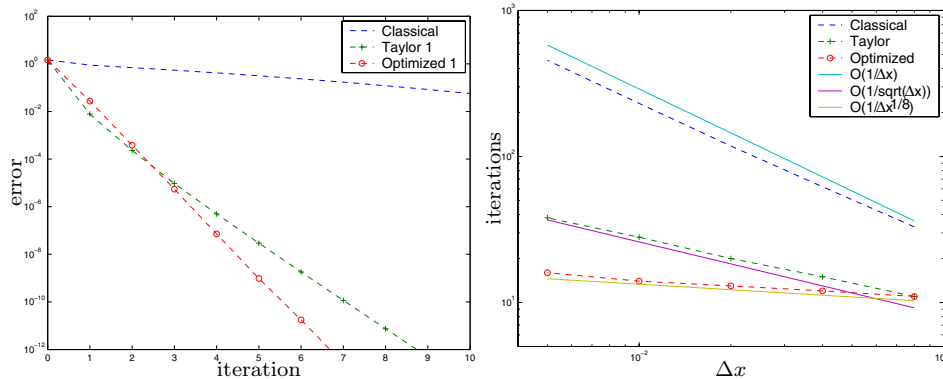 10^0
10^-2
10^-4
10^-6
10^-8
10^-10
10^-12
error
0 1 2 3 4 5 6 7 8 9 10
iteration
Classical
Taylor 1
Optimized 1
10^3
10^2
10^1
iterations
10^-2
10^-1
Δx
Classical
Taylor
Optimized
O(1/Δx)
O(1/sqrt(Δx))
O(1/Δx^1/8)